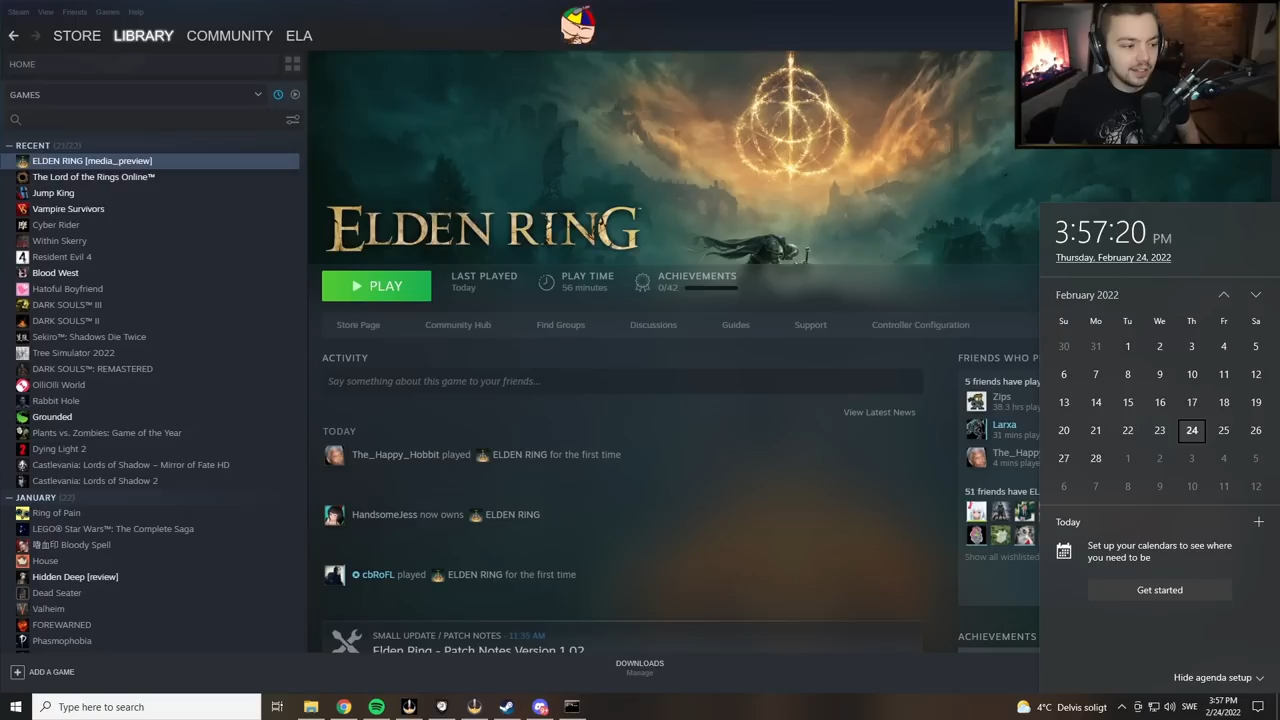 Steam View Friends Games Help
STORE LIBRARY COMMUNITY ELA
HOME
GAMES
RECENT (21/22)
ELDEN RING [media_preview]
The Lord of the Rings Online™
Jump King
Vampire Survivors
Cyber Rider
Within Skerry
Resident Evil 4
Blood West
Hatoful Boyfriend
DARK SOULS™ III
DARK SOULS™ II
Sekiro™: Shadows Die Twice
Tree Simulator 2022
DARK SOULS™: REMASTERED
OlliOlli World
Rabbit Hole
Grounded
Plants vs. Zombies: Game of the Year
Dying Light 2
Castlevania: Lords of Shadow – Mirror of Fate HD
Castlevania: Lords of Shadow 2
JANUARY (22)
Ring of Pain
LEGO® Star Wars™: The Complete Saga
嗜血印 Bloody Spell
House
Hidden Deep [review]
Dead Seater
Valheim
FOREWARNED
Phasmophobia
ADD A GAME
ELDEN RING
PLAY
LAST PLAYED
Today
PLAY TIME
56 minutes
ACHIEVEMENTS
0/42
Store Page Community Hub Find Groups Discussions Guides Support Controller Configuration
ACTIVITY
Say something about this game to your friends...
View Latest News
TODAY
The_Happy_Hobbit played ELDEN RING for the first time
HandsomeJess now owns ELDEN RING
cbRoFL played ELDEN RING for the first time
SMALL UPDATE / PATCH NOTES - 11:35 AM
Elden Ring - Patch Notes Version 1.02
FRIENDS WHO P
5 friends have play
Zips
38.3 hrs play
Larxa
31 mins play
The_Happ
4 mins playe
51 friends have EL
Show all wishlisted
ACHIEVEMENTS
DOWNLOADS
Manage
3:57:20 PM
Thursday, February 24, 2022
February 2022
Su Mo Tu We Th Fr Sa
30 31 1 2 3 4 5
6 7 8 9 10 11 12
13 14 15 16 17 18 19
20 21 22 23 24 25 26
27 28 1 2 3 4 5
6 7 8 9 10 11 12
Today
Set up your calendars to see where
you need to be
Get started
Hide agenda setup
Type here to search
4°C Delvis soligt
SWE
3:57 PM
2/24/2022